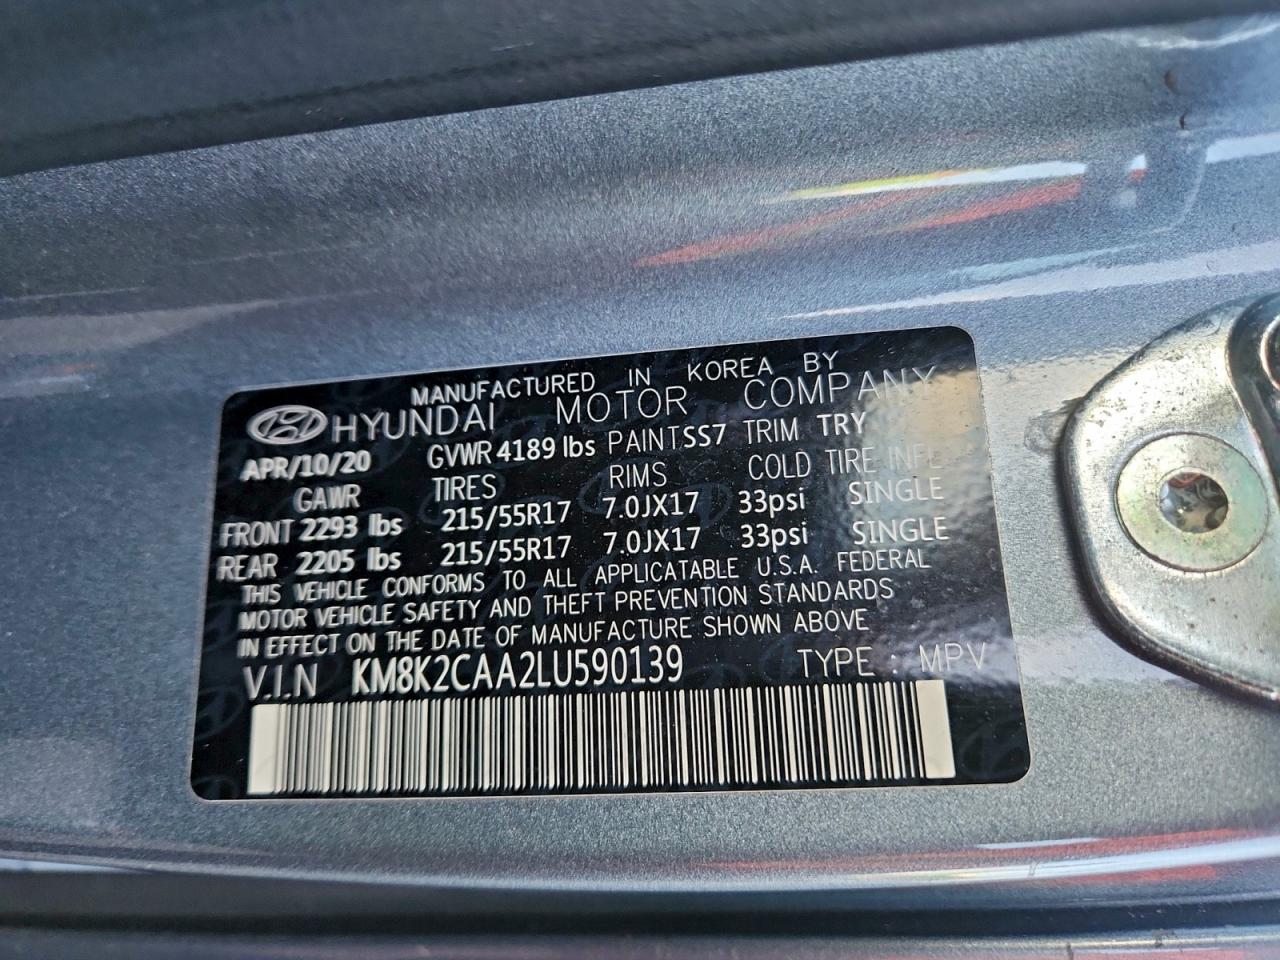 MANUFACTURED IN KOREA BY
HYUNDAI MOTOR COMPANY
APR/10/20 GVWR 4189 lbs PAINT SS7 TRIM TRY
GAWR TIRES RIMS COLD TIRE INFL
FRONT 2293 lbs 215/55R17 7.0JX17 33psi SINGLE
REAR 2205 lbs 215/55R17 7.0JX17 33psi SINGLE
THIS VEHICLE CONFORMS TO ALL APPLICATABLE U.S.A. FEDERAL
MOTOR VEHICLE SAFETY AND THEFT PREVENTION STANDARDS
IN EFFECT ON THE DATE OF MANUFACTURE SHOWN ABOVE
V.I.N KM8K2CAA2LU590139 TYPE : MPV